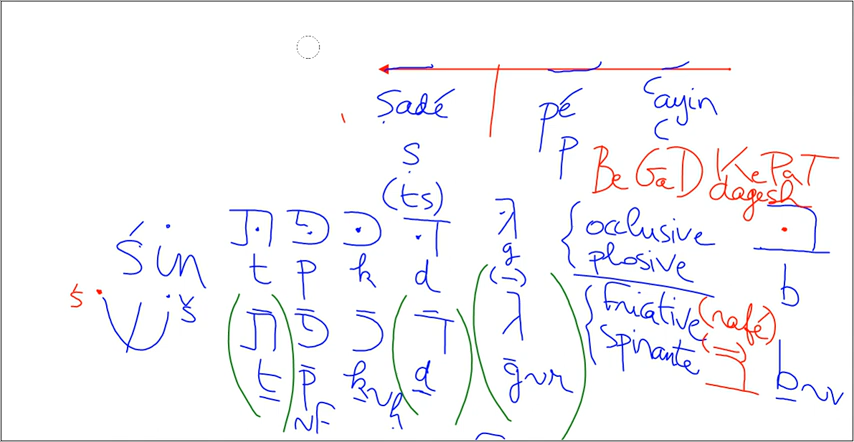 Ṣadé pé ʿayin
ṣ p ʿ
(ts)
BeGaD KePaT
dagesh
תּ פּ כּ דּ גּ
occlusive
plosive
בּ
t p k d g
b
śin
ś š
ת פ כ ד ג
fricative (rafé)
spirante
ב
ṯ p̄ ḵ ḏ ḡ~r
ḇ~v
~f ~ḥ